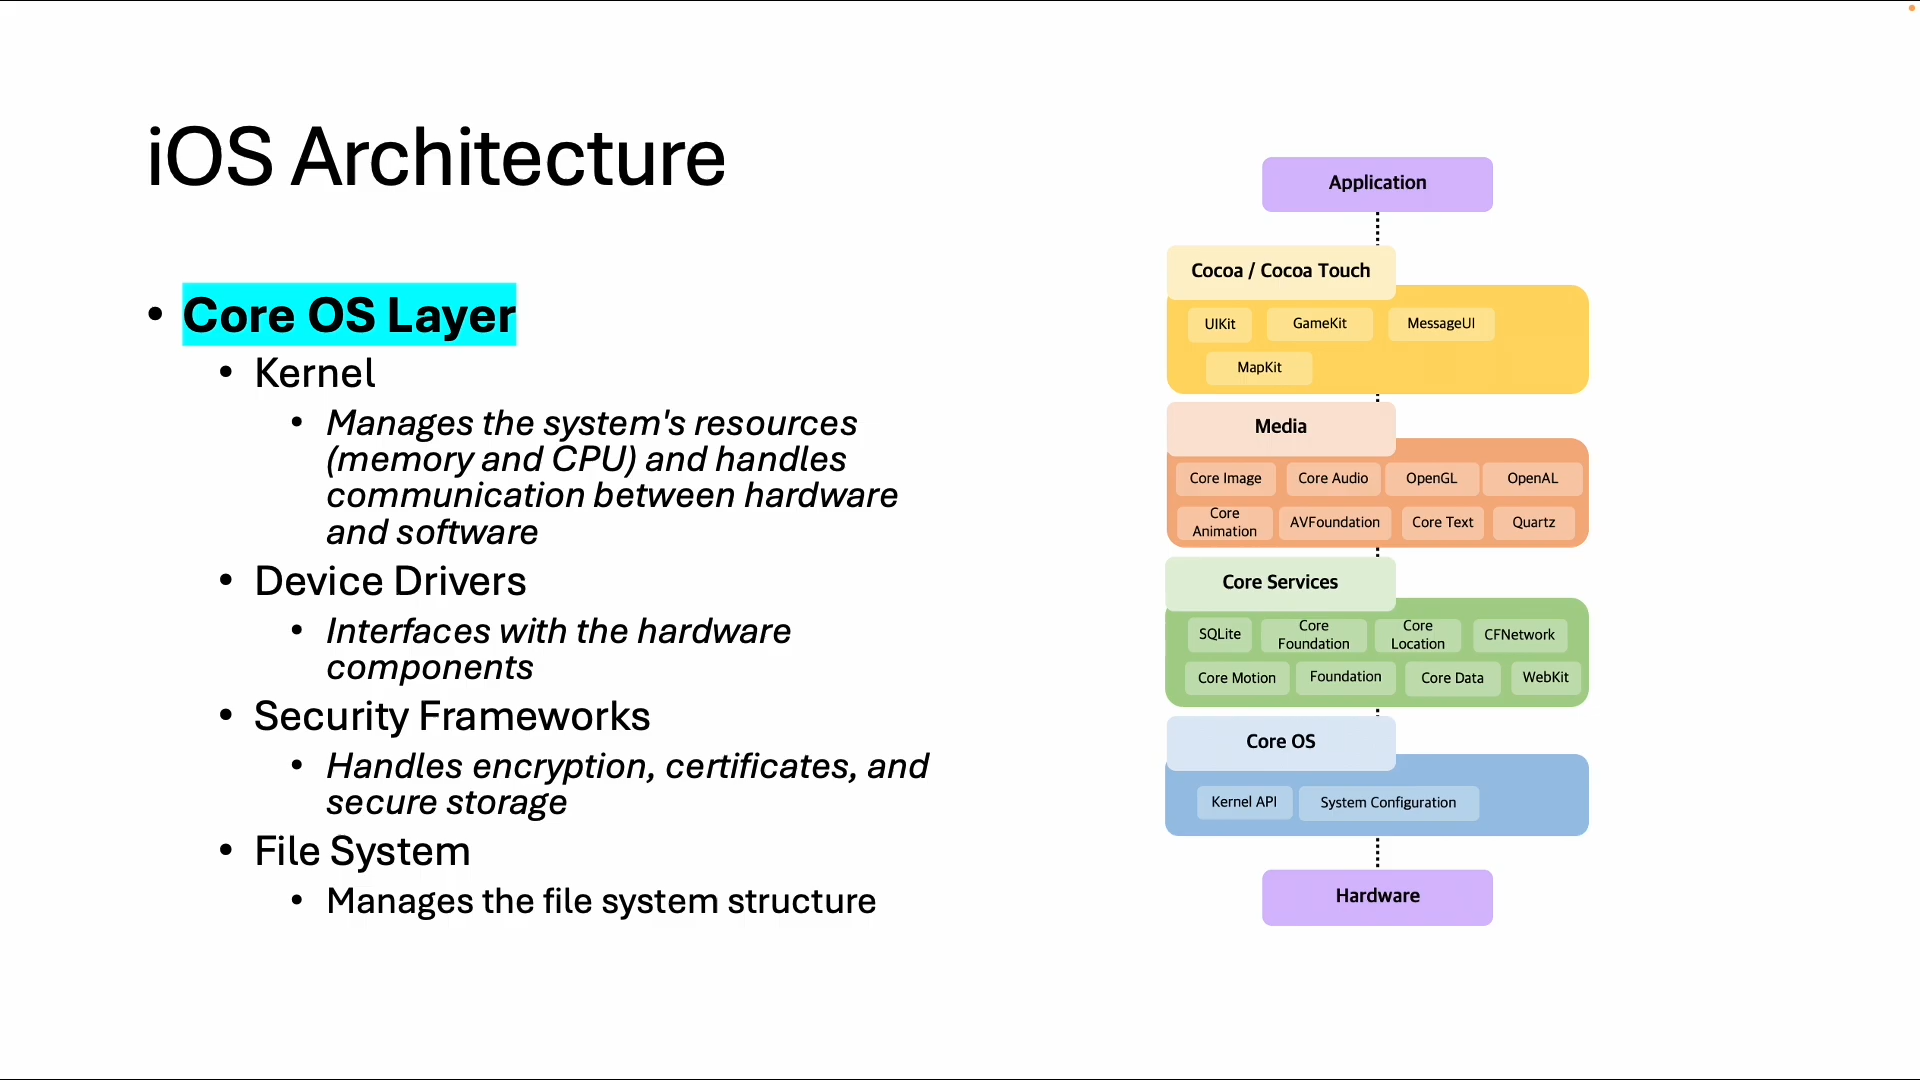 iOS Architecture
• Core OS Layer
• Kernel
• Manages the system's resources
(memory and CPU) and handles
communication between hardware
and software
• Device Drivers
• Interfaces with the hardware
components
• Security Frameworks
• Handles encryption, certificates, and
secure storage
• File System
• Manages the file system structure
Application
Cocoa / Cocoa Touch
UIKit GameKit MessageUI
MapKit
Media
Core Image Core Audio OpenGL OpenAL
Core
Animation AVFoundation Core Text Quartz
Core Services
SQLite Core
Foundation Core
Location CFNetwork
Core Motion Foundation Core Data WebKit
Core OS
Kernel API System Configuration
Hardware